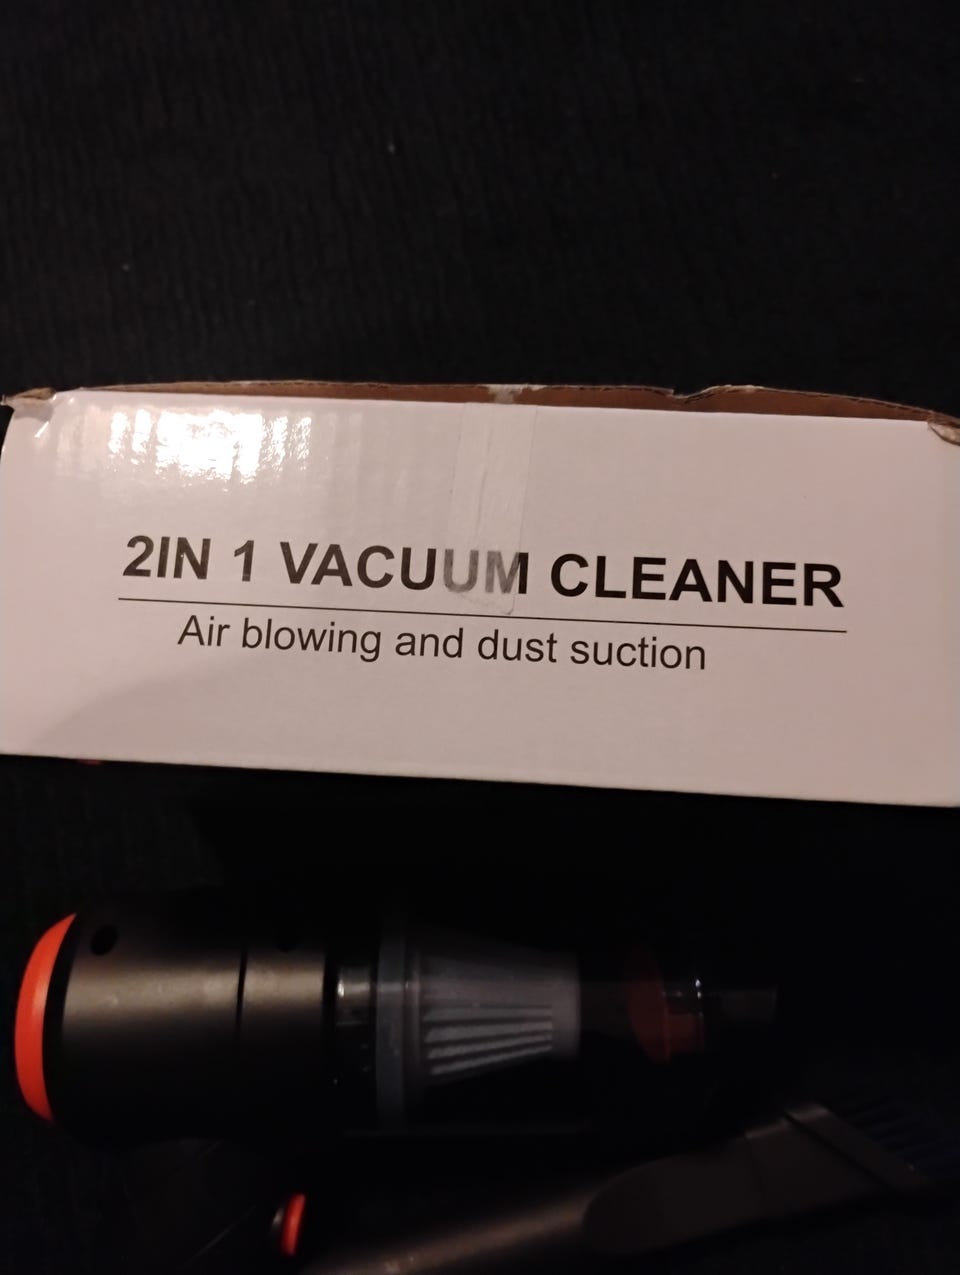 2IN 1 VACUUM CLEANER
Air blowing and dust suction